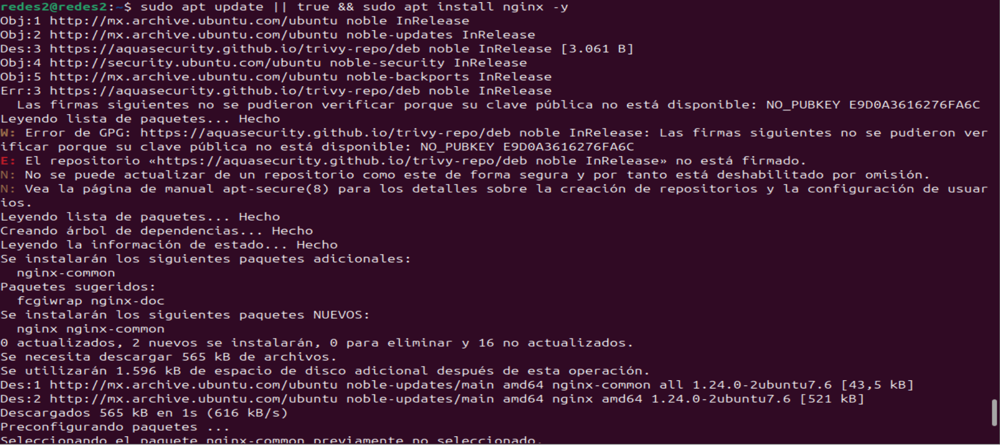 redes2@redes2:~$ sudo apt update || true && sudo apt install nginx -y
Obj:1 http://mx.archive.ubuntu.com/ubuntu noble InRelease
Obj:2 http://mx.archive.ubuntu.com/ubuntu noble-updates InRelease
Des:3 https://aquasecurity.github.io/trivy-repo/deb noble InRelease [3.061 B]
Obj:4 http://security.ubuntu.com/ubuntu noble-security InRelease
Obj:5 http://mx.archive.ubuntu.com/ubuntu noble-backports InRelease
Err:3 https://aquasecurity.github.io/trivy-repo/deb noble InRelease
  Las firmas siguientes no se pudieron verificar porque su clave pública no está disponible: NO_PUBKEY E9D0A3616276FA6C
Leyendo lista de paquetes... Hecho
W: Error de GPG: https://aquasecurity.github.io/trivy-repo/deb noble InRelease: Las firmas siguientes no se pudieron ver
ificar porque su clave pública no está disponible: NO_PUBKEY E9D0A3616276FA6C
E: El repositorio «https://aquasecurity.github.io/trivy-repo/deb noble InRelease» no está firmado.
N: No se puede actualizar de un repositorio como este de forma segura y por tanto está deshabilitado por omisión.
N: Vea la página de manual apt-secure(8) para los detalles sobre la creación de repositorios y la configuración de usuar
ios.
Leyendo lista de paquetes... Hecho
Creando árbol de dependencias... Hecho
Leyendo la información de estado... Hecho
Se instalarán los siguientes paquetes adicionales:
  nginx-common
Paquetes sugeridos:
  fcgiwrap nginx-doc
Se instalarán los siguientes paquetes NUEVOS:
  nginx nginx-common
0 actualizados, 2 nuevos se instalarán, 0 para eliminar y 16 no actualizados.
Se necesita descargar 565 kB de archivos.
Se utilizarán 1.596 kB de espacio de disco adicional después de esta operación.
Des:1 http://mx.archive.ubuntu.com/ubuntu noble-updates/main amd64 nginx-common all 1.24.0-2ubuntu7.6 [43,5 kB]
Des:2 http://mx.archive.ubuntu.com/ubuntu noble-updates/main amd64 nginx amd64 1.24.0-2ubuntu7.6 [521 kB]
Descargados 565 kB en 1s (616 kB/s)
Preconfigurando paquetes ...
Seleccionando el paquete nginx-common previamente no seleccionado.